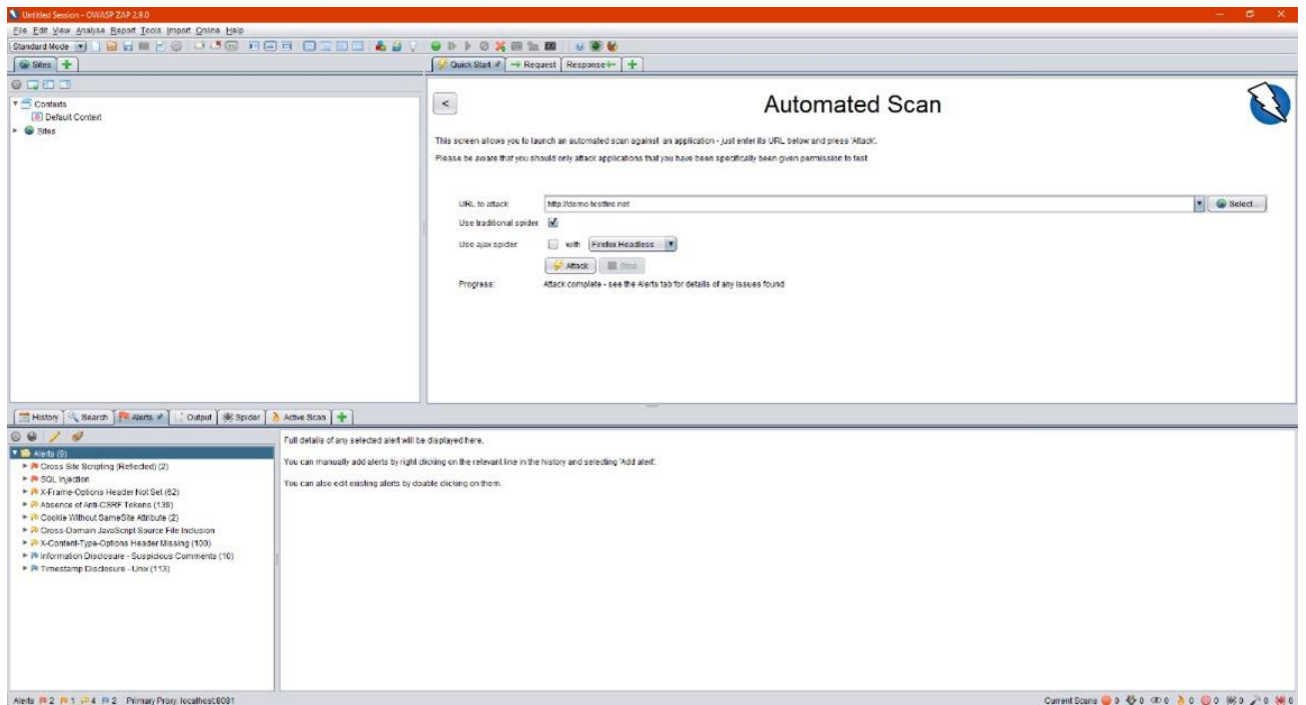 Untitled Session - OWASP ZAP 2.9.0
File Edit View Analyse Report Tools Import Online Help
Standard Mode
Sites
Quick Start Request Response
Contexts
Default Context
Sites
<
Automated Scan
This screen allows you to launch an automated scan against an application - just enter its URL below and press 'Attack'.
Please be aware that you should only attack applications that you have been specifically been given permission to test.
URL to attack: http://demo.testfire.net Select...
Use traditional spider:
Use ajax spider: with Firefox Headless
Attack Stop
Progress: Attack complete - see the Alerts tab for details of any issues found
History Search Alerts Output Spider Active Scan
Alerts (9)
Cross Site Scripting (Reflected) (2)
SQL Injection
X-Frame-Options Header Not Set (62)
Absence of Anti-CSRF Tokens (139)
Cookie Without SameSite Attribute (2)
Cross-Domain JavaScript Source File Inclusion
X-Content-Type-Options Header Missing (100)
Information Disclosure - Suspicious Comments (10)
Timestamp Disclosure - Unix (113)
Full details of any selected alert will be displayed here.
You can manually add alerts by right clicking on the relevant line in the history and selecting 'Add alert'.
You can also edit existing alerts by double clicking on them.
Alerts 2 1 4 2 Primary Proxy: localhost:8081
Current Scans 0 0 0 0 0 0 0 0